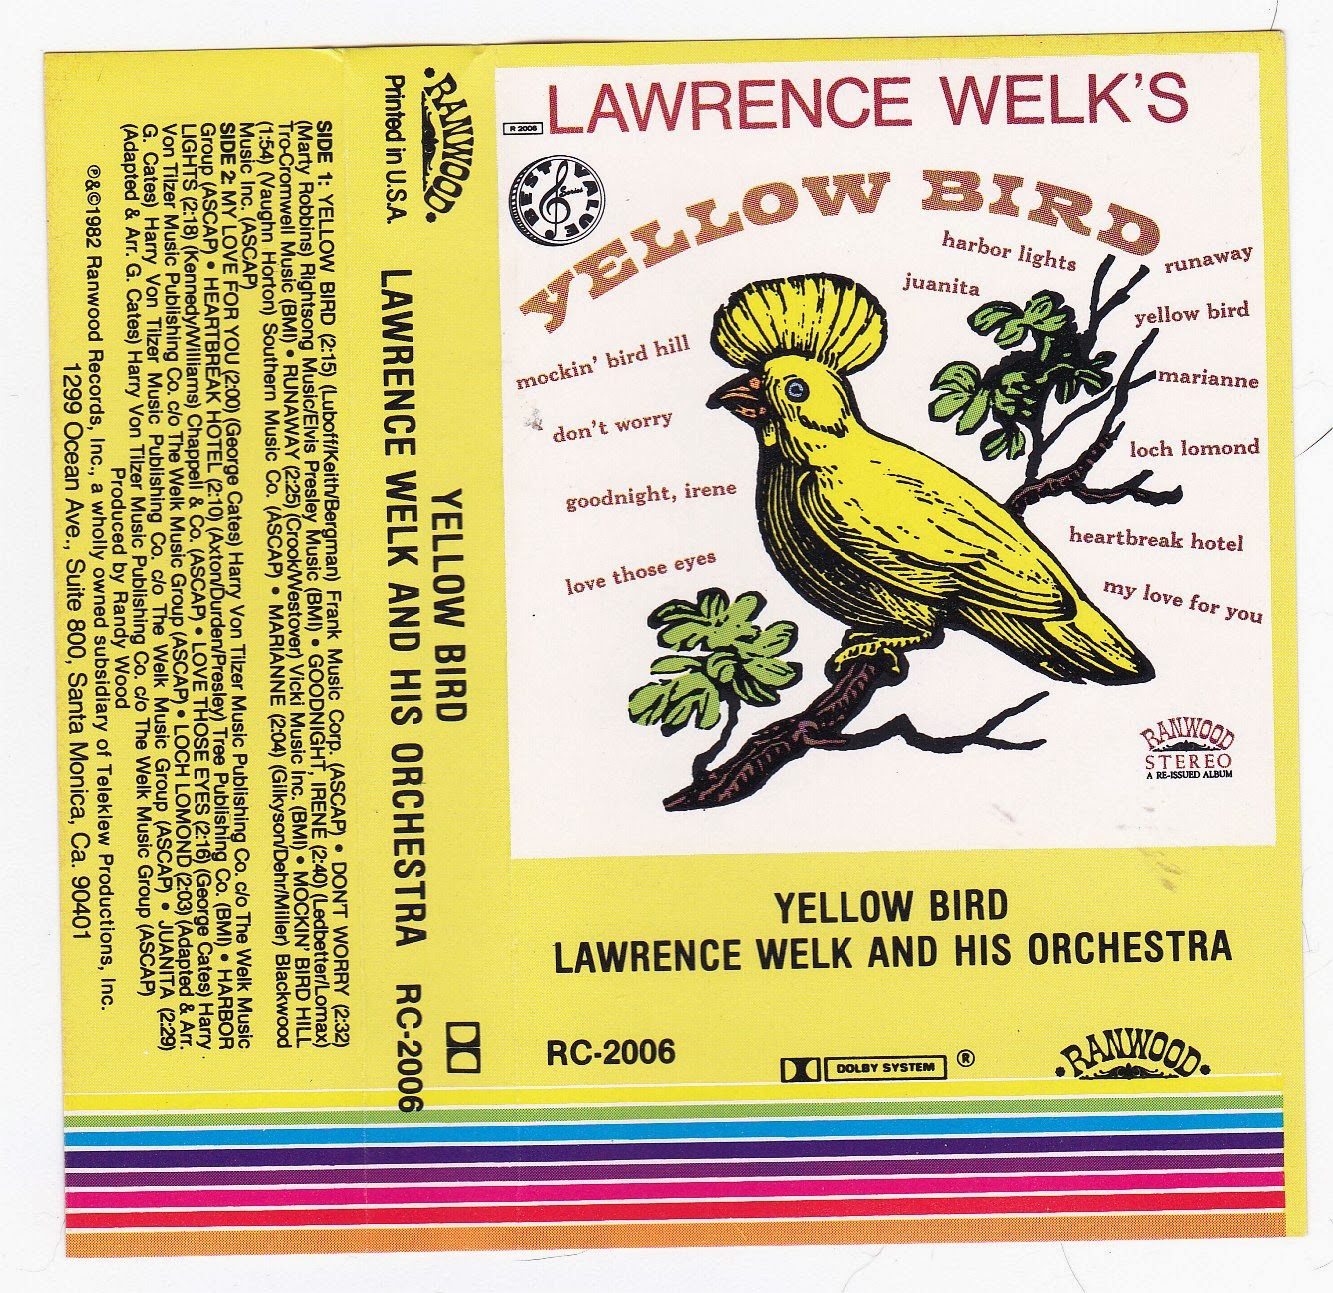 LAWRENCE WELK'S
R 2006
BEST VALUE
Series
YELLOW BIRD
harbor lights
runaway
juanita
yellow bird
mockin' bird hill
marianne
don't worry
loch lomond
goodnight, irene
heartbreak hotel
love those eyes
my love for you
RANWOOD
STEREO
A RE-ISSUED ALBUM
YELLOW BIRD
LAWRENCE WELK AND HIS ORCHESTRA
RC-2006
DOLBY SYSTEM ®
RANWOOD
RANWOOD
YELLOW BIRD
Printed in U.S.A.
LAWRENCE WELK AND HIS ORCHESTRA RC-2006
SIDE 1: YELLOW BIRD (2:15) (Luboff/Keith/Bergman) Frank Music Corp. (ASCAP) • DON'T WORRY (2:32)
(Marty Robbins) Rightsong Music/Elvis Presley Music (BMI) • GOODNIGHT, IRENE (2:40) (Ledbetter/Lomax)
Tro-Cromwell Music (BMI) • RUNAWAY (2:25) (Crook/Westover) Vicki Music Inc. (BMI) • MOCKIN' BIRD HILL
(1:54) (Vaughn Horton) Southern Music Co. (ASCAP) • MARIANNE (2:04) (Gilkyson/Dehr/Miller) Blackwood
Music Inc. (ASCAP)
SIDE 2: MY LOVE FOR YOU (2:00) (George Cates) Harry Von Tilzer Music Publishing Co. c/o The Welk Music
Group (ASCAP) • HEARTBREAK HOTEL (2:10) (Axton/Durden/Presley) Tree Publishing Co. (BMI) • HARBOR
LIGHTS (2:18) (Kennedy/Williams) Chappell & Co. (ASCAP) • LOVE THOSE EYES (2:16) (George Cates) Harry
Von Tilzer Music Publishing Co. c/o The Welk Music Group (ASCAP) • LOCH LOMOND (2:03) (Adapted & Arr.
G. Cates) Harry Von Tilzer Music Publishing Co. c/o The Welk Music Group (ASCAP) • JUANITA (2:29)
(Adapted & Arr. G. Cates) Harry Von Tilzer Music Publishing Co. c/o The Welk Music Group (ASCAP)
Produced by Randy Wood
℗&©1982 Ranwood Records, Inc., a wholly owned subsidiary of Teleklew Productions, Inc.
1299 Ocean Ave., Suite 800, Santa Monica, Ca. 90401